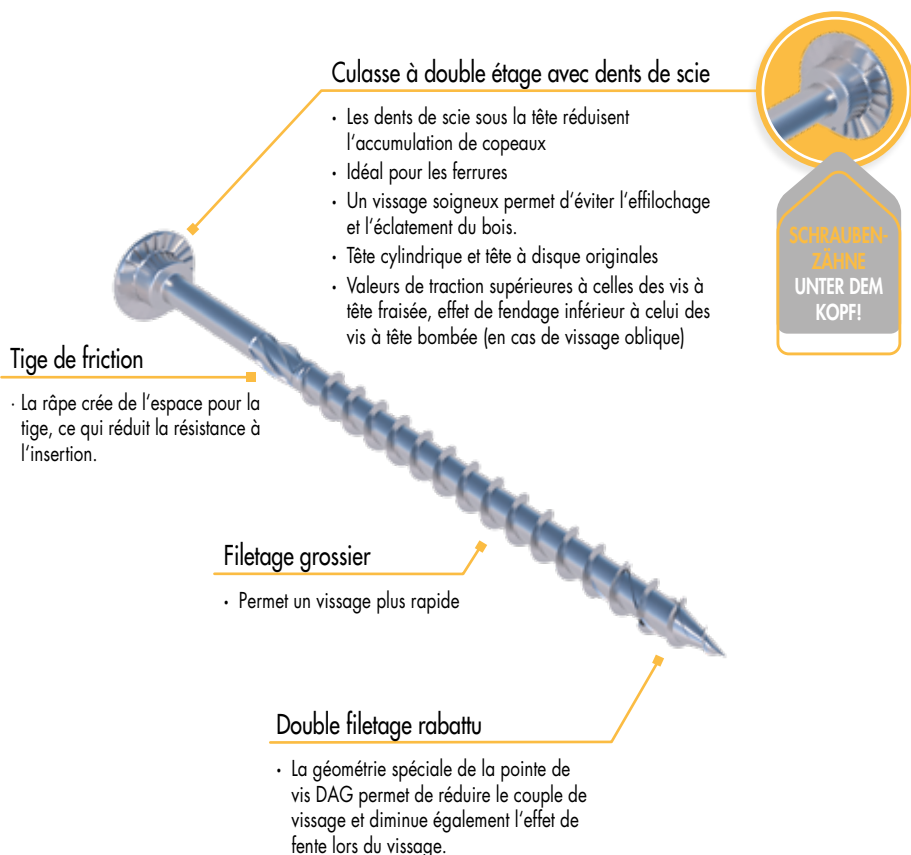 Culasse à double étage avec dents de scie
· Les dents de scie sous la tête réduisent
l'accumulation de copeaux
· Idéal pour les ferrures
· Un vissage soigneux permet d'éviter l'effilochage
et l'éclatement du bois.
· Tête cylindrique et tête à disque originales
· Valeurs de traction supérieures à celles des vis à
tête fraisée, effet de fendage inférieur à celui des
vis à tête bombée (en cas de vissage oblique)
SCHRAUBEN-
ZÄHNE
UNTER DEM
KOPF!
Tige de friction
· La râpe crée de l'espace pour la
tige, ce qui réduit la résistance à
l'insertion.
Filetage grossier
· Permet un vissage plus rapide
Double filetage rabattu
· La géométrie spéciale de la pointe de
vis DAG permet de réduire le couple de
vissage et diminue également l'effet de
fente lors du vissage.